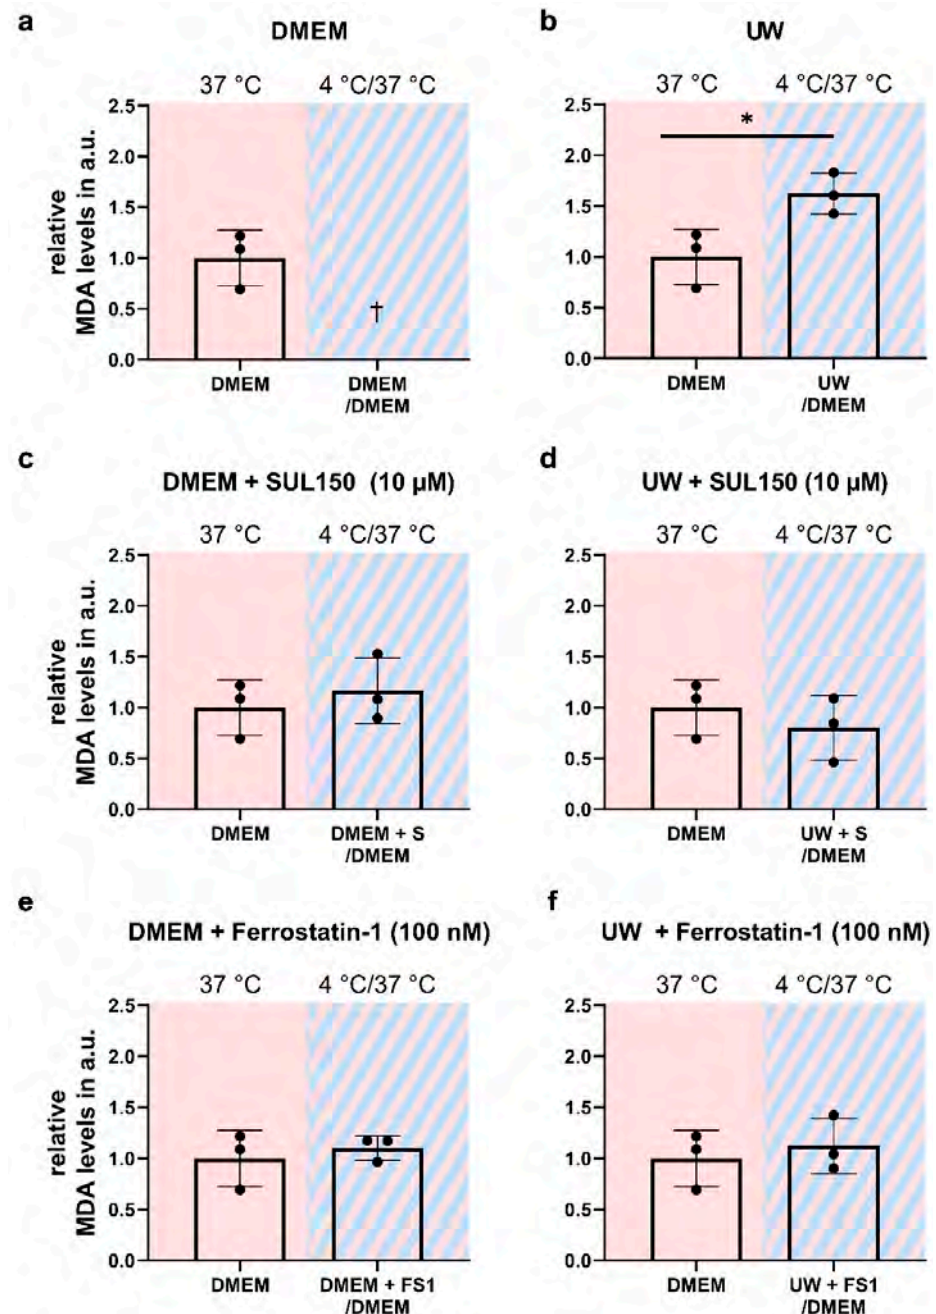 a
DMEM
37 °C 4 °C/37 °C
relative
MDA levels in a.u.
2.5
2.0
1.5
1.0
0.5
0.0
†
DMEM DMEM
/DMEM
b
UW
37 °C 4 °C/37 °C
2.5
2.0
1.5
1.0
0.5
0.0
*
DMEM UW
/DMEM
c
DMEM + SUL150 (10 µM)
37 °C 4 °C/37 °C
relative
MDA levels in a.u.
2.5
2.0
1.5
1.0
0.5
0.0
DMEM DMEM + S
/DMEM
d
UW + SUL150 (10 µM)
37 °C 4 °C/37 °C
2.5
2.0
1.5
1.0
0.5
0.0
DMEM UW + S
/DMEM
e
DMEM + Ferrostatin-1 (100 nM)
37 °C 4 °C/37 °C
relative
MDA levels in a.u.
2.5
2.0
1.5
1.0
0.5
0.0
DMEM DMEM + FS1
/DMEM
f
UW + Ferrostatin-1 (100 nM)
37 °C 4 °C/37 °C
2.5
2.0
1.5
1.0
0.5
0.0
DMEM UW + FS1
/DMEM